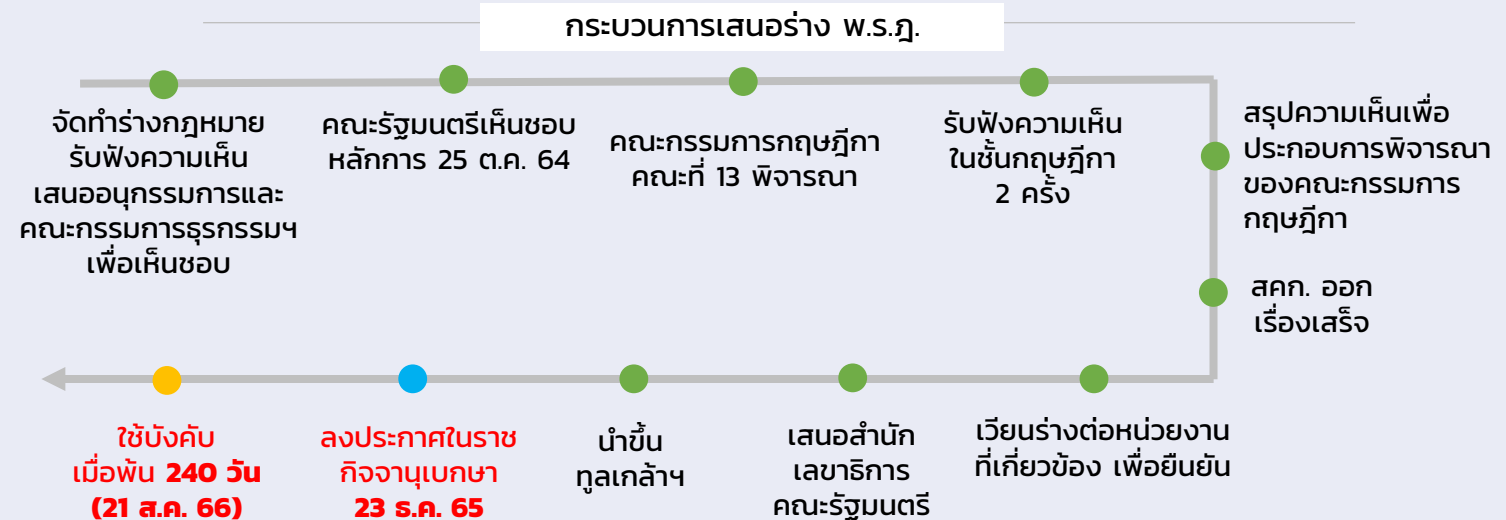 กระบวนการเสนอร่าง พ.ร.ฎ.
จัดทำร่างกฎหมาย
รับฟังความเห็น
เสนออนุกรรมการและ
คณะกรรมการธุรกรรมฯ
เพื่อเห็นชอบ
คณะรัฐมนตรีเห็นชอบ
หลักการ 25 ต.ค. 64
คณะกรรมการกฤษฎีกา
คณะที่ 13 พิจารณา
รับฟังความเห็น
ในชั้นกฤษฎีกา
2 ครั้ง
สรุปความเห็นเพื่อ
ประกอบการพิจารณา
ของคณะกรรมการ
กฤษฎีกา
สคก. ออก
เรื่องเสร็จ
เวียนร่างต่อหน่วยงาน
ที่เกี่ยวข้อง เพื่อยืนยัน
เสนอสำนัก
เลขาธิการ
คณะรัฐมนตรี
นำขึ้น
ทูลเกล้าฯ
ลงประกาศในราช
กิจจานุเบกษา
23 ธ.ค. 65
ใช้บังคับ
เมื่อพ้น 240 วัน
(21 ส.ค. 66)